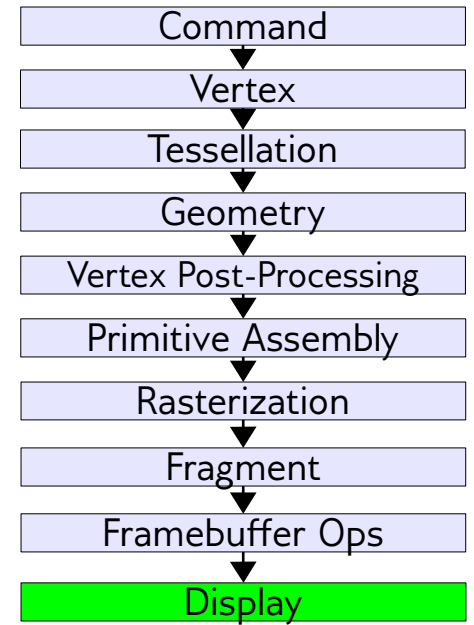 Command
Vertex
Tessellation
Geometry
Vertex Post-Processing
Primitive Assembly
Rasterization
Fragment
Framebuffer Ops
Display